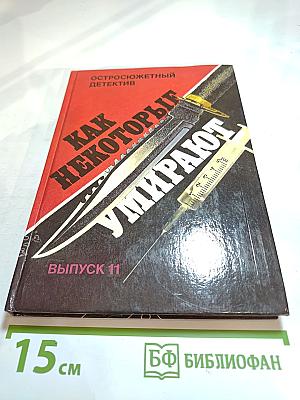 ОСТРОСЮЖЕТНЫЙ
ДЕТЕКТИВ
КАК
НЕКОТОРЫЕ
УМИРАЮТ
ВЫПУСК 11
15 см
БФ БИБЛИОФАН